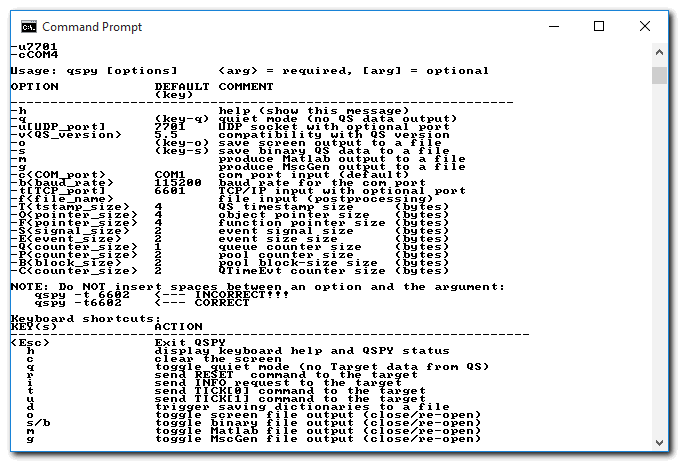 Command Prompt
-u7701
-cCOM4
Usage: qspy [options]     <arg> = required, [arg] = optional
OPTION            DEFAULT COMMENT
                  (key)
---------------------------------------------------------------
-h                        help (show this message)
-q                (key-q) quiet mode (no QS data output)
-u[UDP_port]      7701    UDP socket with optional port
-v<QS_version>    5.5     compatibility with QS version
-o                (key-o) save screen output to a file
-s                (key-s) save binary QS data to a file
-m                        produce Matlab output to a file
-g                        produce MscGen output to a file
-c<COM_port>      COM1    com port input (default)
-b<baud_rate>     115200  baud rate for the com port
-t[TCP_port]      6601    TCP/IP input with optional port
-f<file_name>             file input (postprocessing)
-T<tstamp_size>   4       QS timestamp size     (bytes)
-O<pointer_size>  4       object pointer size   (bytes)
-F<pointer_size>  4       function pointer size (bytes)
-S<signal_size>   2       event signal size     (bytes)
-E<event_size>    2       event size size       (bytes)
-Q<counter_size>  1       queue counter size    (bytes)
-P<counter_size>  2       pool counter size     (bytes)
-B<block_size>    2       pool block-size size  (bytes)
-C<counter_size>  2       QTimeEvt counter size (bytes)
NOTE: Do NOT insert spaces between an option and the argument:
   qspy -t 6602   <--- INCORRECT!!!
   qspy -t6602    <--- CORRECT
Keyboard shortcuts:
KEY(s)            ACTION
-----------------------------------------------------------------
<Esc>             Exit QSPY
  h               display keyboard help and QSPY status
  c               clear the screen
  q               toggle quiet mode (no Target data from QS)
  r               send RESET  command to the target
  i               send INFO request to the target
  t               send TICK[0] command to the target
  u               send TICK[1] command to the target
  d               trigger saving dictionaries to a file
  o               toggle screen file output (close/re-open)
  s/b             toggle binary file output (close/re-open)
  m               toggle Matlab file output (close/re-open)
  g               toggle MscGen file output (close/re-open)